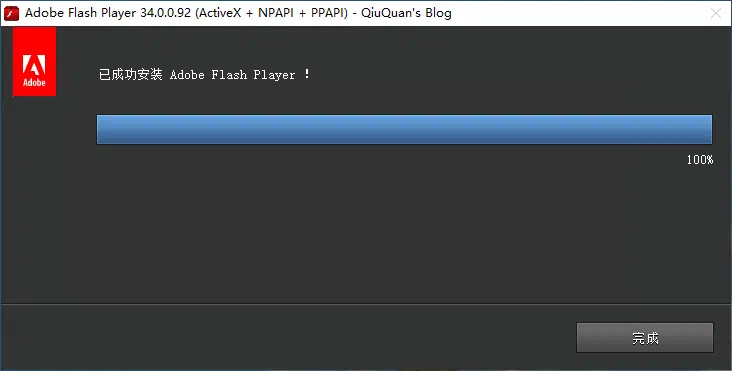 Adobe Flash Player 34.0.0.92 (ActiveX + NPAPI + PPAPI) - QiuQuan's Blog
Adobe
已成功安装 Adobe Flash Player !
100%
完成